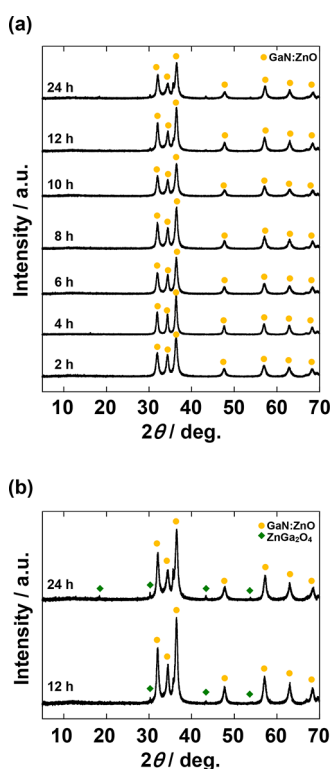 (a)
GaN:ZnO
24 h
12 h
10 h
8 h
6 h
4 h
2 h
Intensity / a.u.
10 20 30 40 50 60 70
2θ / deg.
(b)
GaN:ZnO
ZnGa₂O₄
24 h
12 h
Intensity / a.u.
10 20 30 40 50 60 70
2θ / deg.